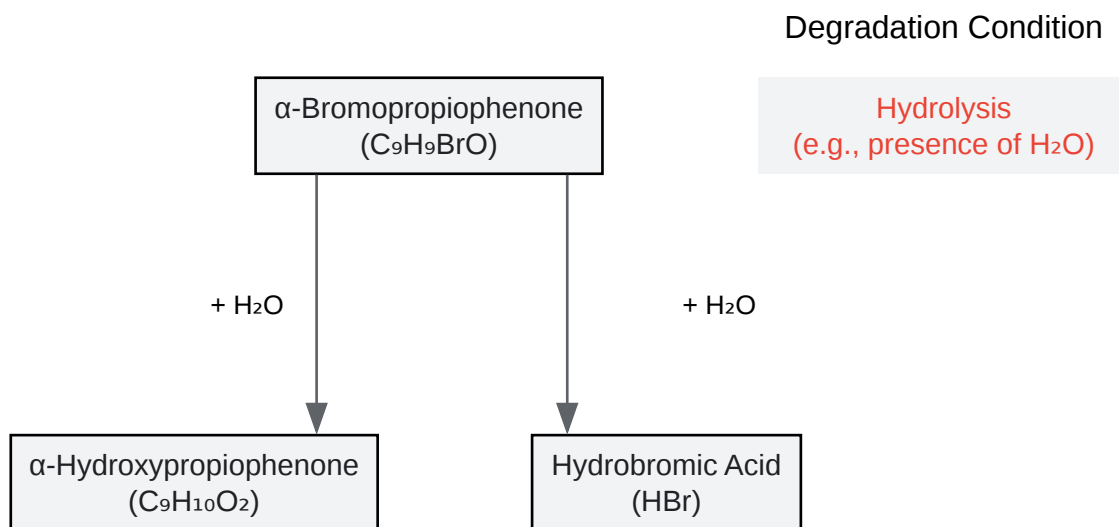 Degradation Condition
α-Bromopropiophenone
(C₉H₉BrO)
Hydrolysis
(e.g., presence of H₂O)
+ H₂O
+ H₂O
α-Hydroxypropiophenone
(C₉H₁₀O₂)
Hydrobromic Acid
(HBr)